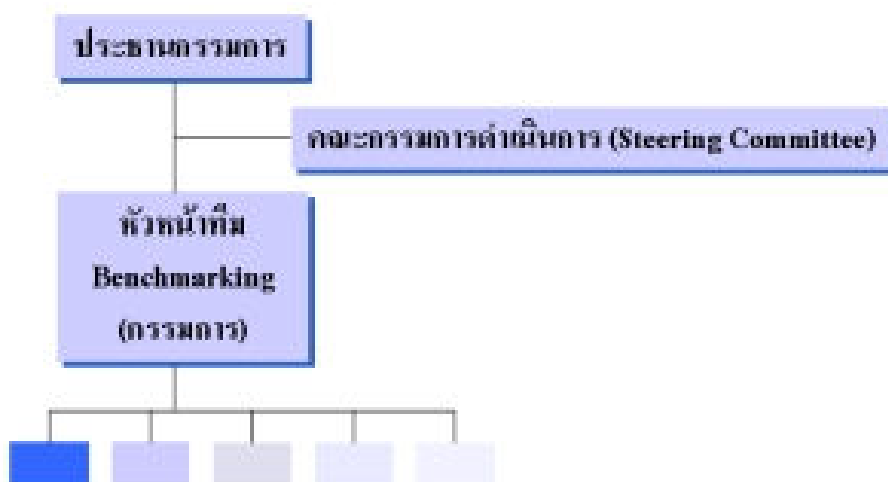 ประธานกรรมการ
คณะกรรมการดำเนินการ (Steering Committee)
หัวหน้าทีม
Benchmarking
(กรรมการ)